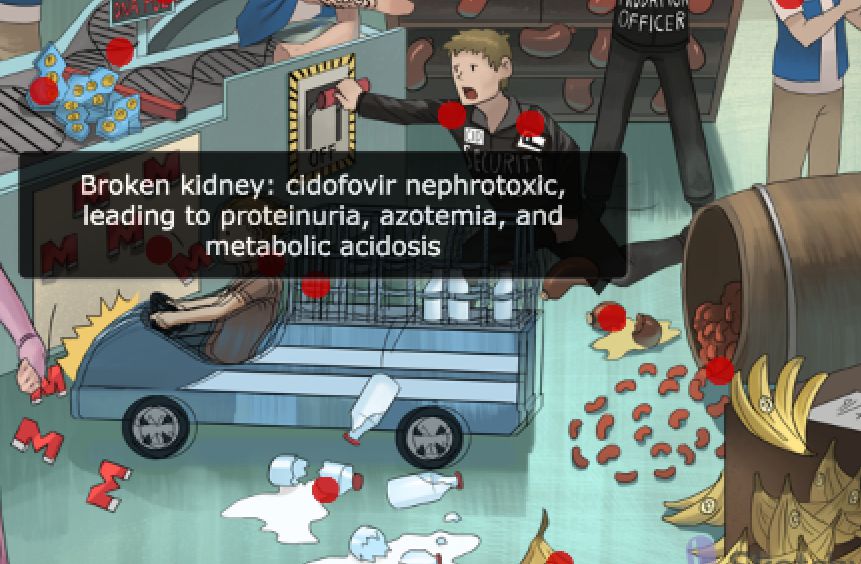 OFFICER
OFF
SECURITY
Broken kidney: cidofovir nephrotoxic,
leading to proteinuria, azotemia, and
metabolic acidosis
M
M
M
M
M
M
M